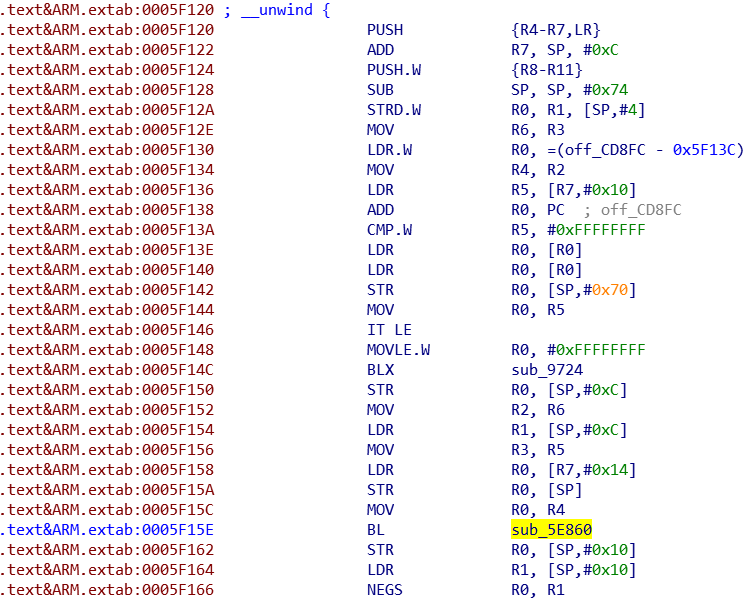 .text&ARM.extab:0005F120 ; __unwind {
.text&ARM.extab:0005F120 PUSH {R4-R7,LR}
.text&ARM.extab:0005F122 ADD R7, SP, #0xC
.text&ARM.extab:0005F124 PUSH.W {R8-R11}
.text&ARM.extab:0005F128 SUB SP, SP, #0x74
.text&ARM.extab:0005F12A STRD.W R0, R1, [SP,#4]
.text&ARM.extab:0005F12E MOV R6, R3
.text&ARM.extab:0005F130 LDR.W R0, =(off_CD8FC - 0x5F13C)
.text&ARM.extab:0005F134 MOV R4, R2
.text&ARM.extab:0005F136 LDR R5, [R7,#0x10]
.text&ARM.extab:0005F138 ADD R0, PC ; off_CD8FC
.text&ARM.extab:0005F13A CMP.W R5, #0xFFFFFFFF
.text&ARM.extab:0005F13E LDR R0, [R0]
.text&ARM.extab:0005F140 LDR R0, [R0]
.text&ARM.extab:0005F142 STR R0, [SP,#0x70]
.text&ARM.extab:0005F144 MOV R0, R5
.text&ARM.extab:0005F146 IT LE
.text&ARM.extab:0005F148 MOVLE.W R0, #0xFFFFFFFF
.text&ARM.extab:0005F14C BLX sub_9724
.text&ARM.extab:0005F150 STR R0, [SP,#0xC]
.text&ARM.extab:0005F152 MOV R2, R6
.text&ARM.extab:0005F154 LDR R1, [SP,#0xC]
.text&ARM.extab:0005F156 MOV R3, R5
.text&ARM.extab:0005F158 LDR R0, [R7,#0x14]
.text&ARM.extab:0005F15A STR R0, [SP]
.text&ARM.extab:0005F15C MOV R0, R4
.text&ARM.extab:0005F15E BL sub_5E860
.text&ARM.extab:0005F162 STR R0, [SP,#0x10]
.text&ARM.extab:0005F164 LDR R1, [SP,#0x10]
.text&ARM.extab:0005F166 NEGS R0, R1